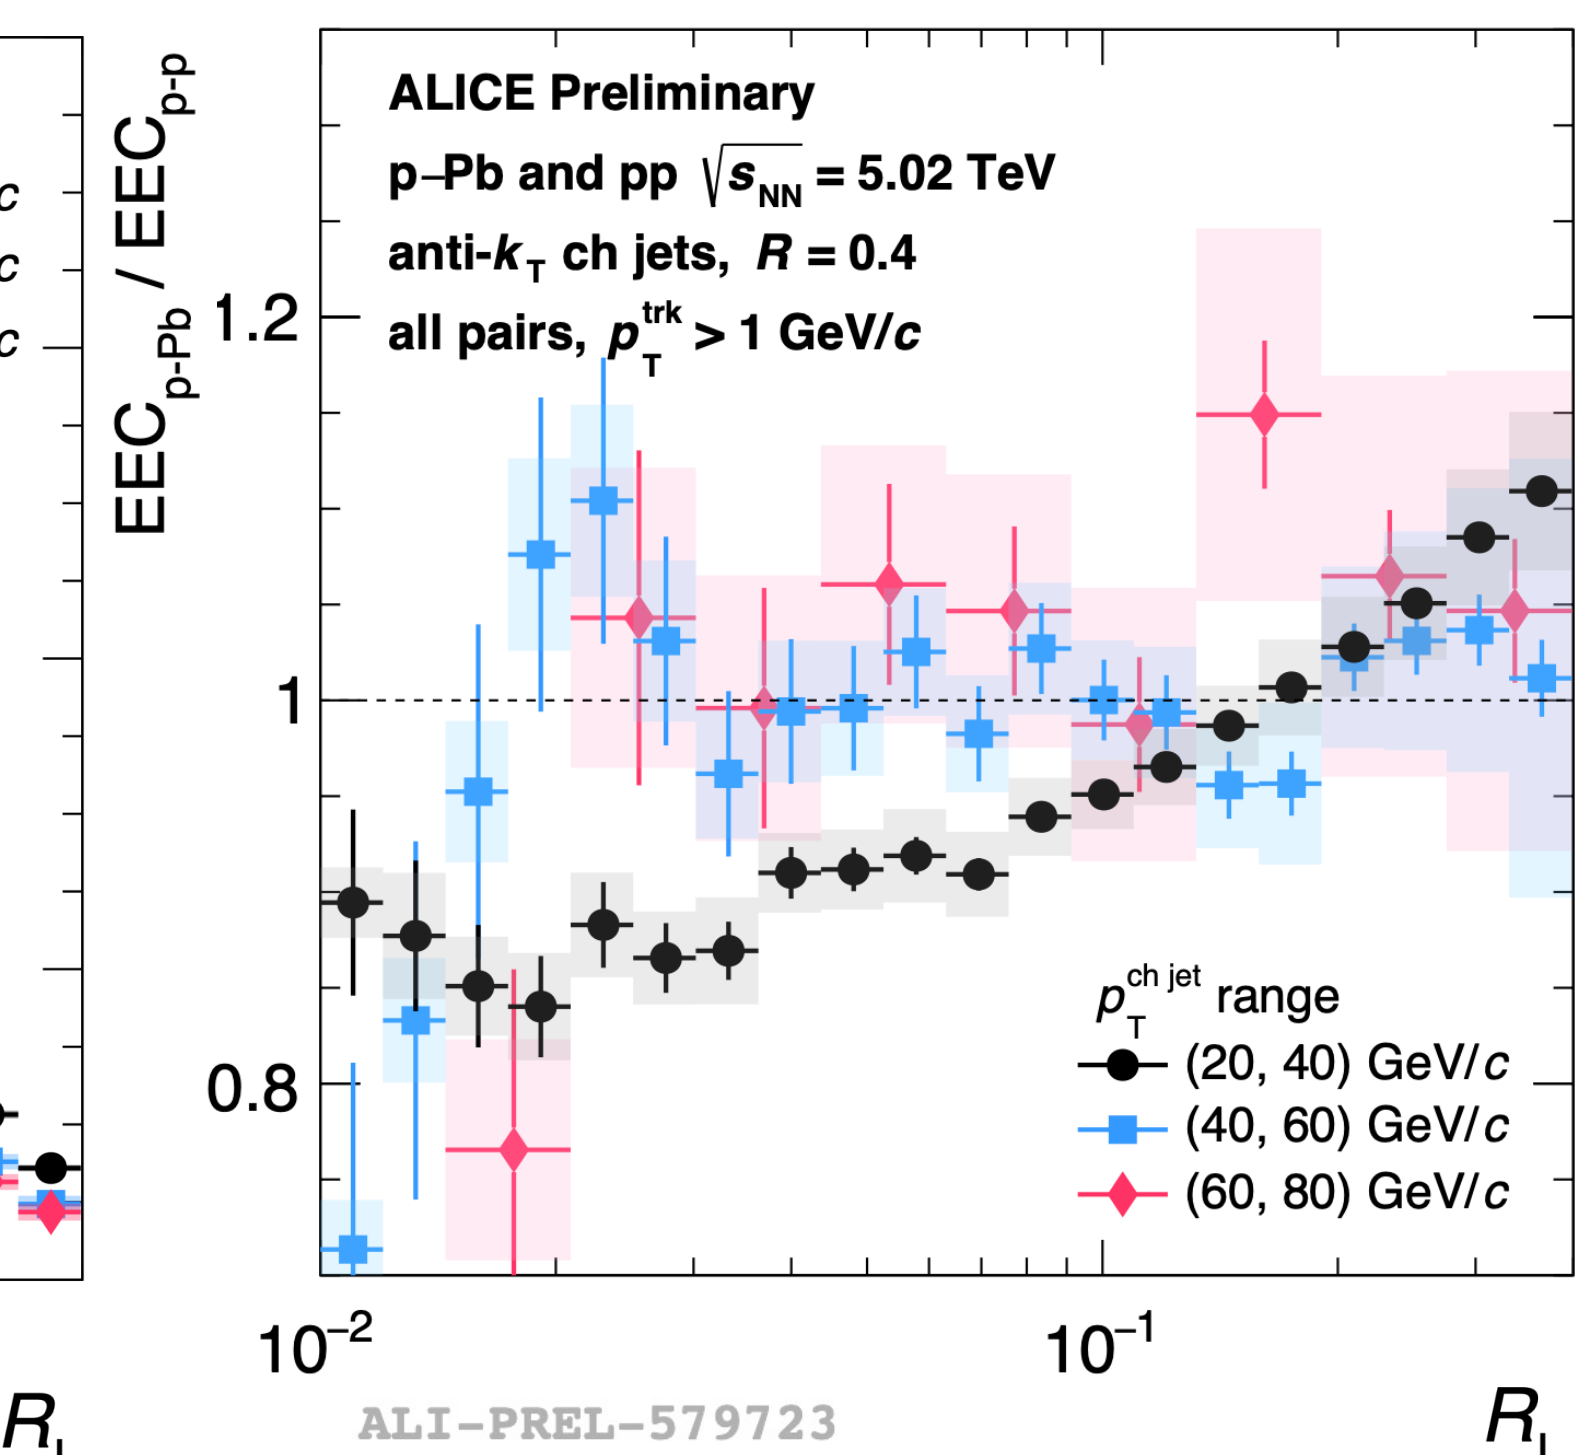 c
c
c
R_L
EEC_p-Pb / EEC_p-p
ALICE Preliminary
p–Pb and pp √s_NN = 5.02 TeV
anti-k_T ch jets, R = 0.4
all pairs, p_T^trk > 1 GeV/c
1.2
1
0.8
p_T^ch jet range
(20, 40) GeV/c
(40, 60) GeV/c
(60, 80) GeV/c
10^−2
10^−1
R_L
ALI-PREL-579723